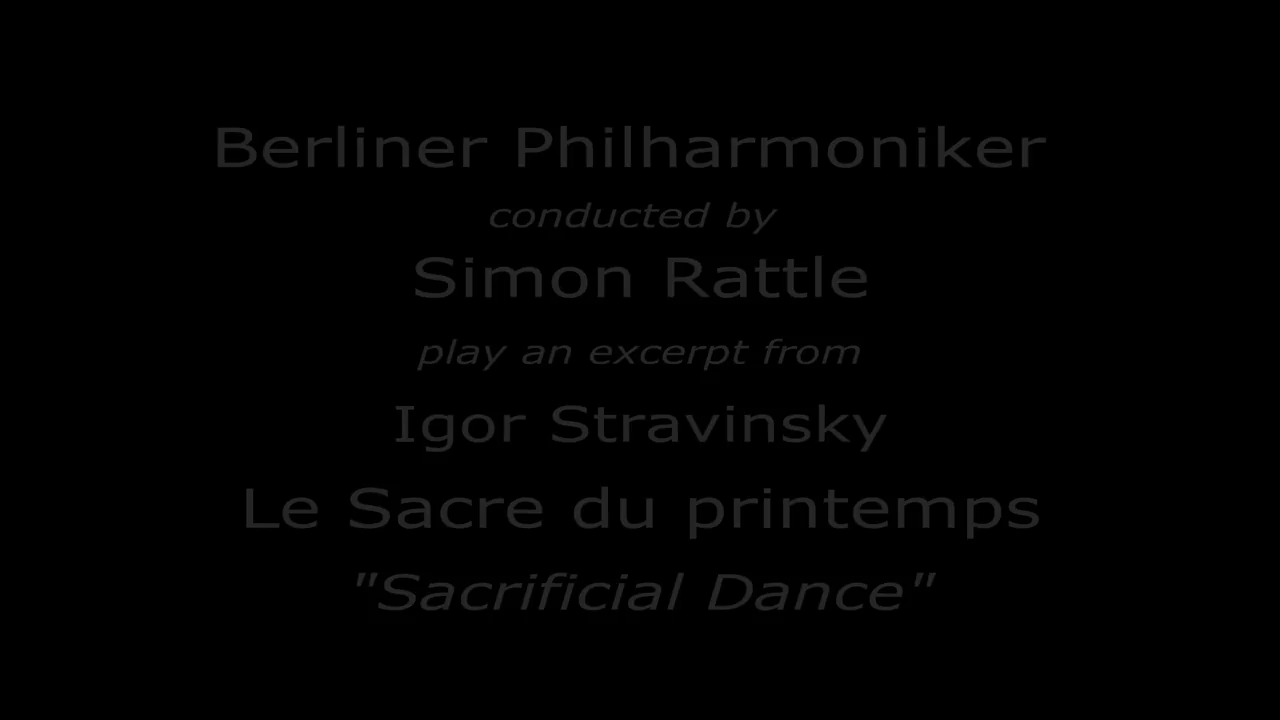 Berliner Philharmoniker
conducted by
Simon Rattle
play an excerpt from
Igor Stravinsky
Le Sacre du printemps
"Sacrificial Dance"